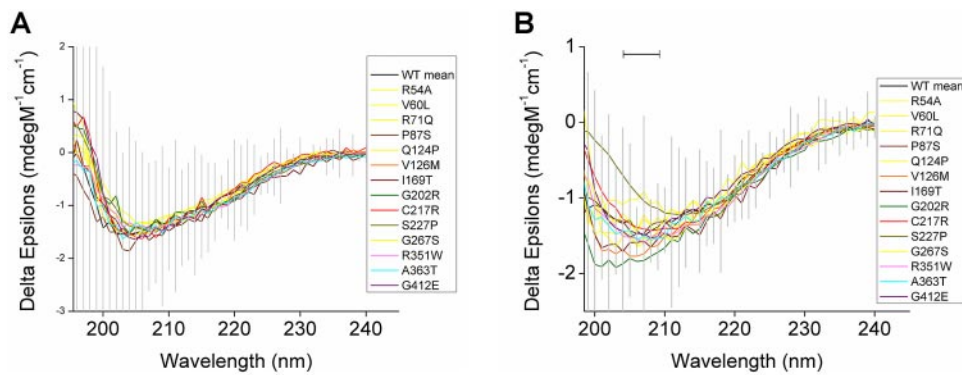 A
Delta Epsilons (mdegM-1cm-1)
2
1
0
-1
-2
-3
200
210
220
230
240
Wavelength (nm)
WT mean
R54A
V60L
R71Q
P87S
Q124P
V126M
I169T
G202R
C217R
S227P
G267S
R351W
A363T
G412E
B
Delta Epsilons (mdegM-1cm-1)
1
0
-1
-2
200
210
220
230
240
Wavelength (nm)
WT mean
R54A
V60L
R71Q
P87S
Q124P
V126M
I169T
G202R
C217R
S227P
G267S
R351W
A363T
G412E